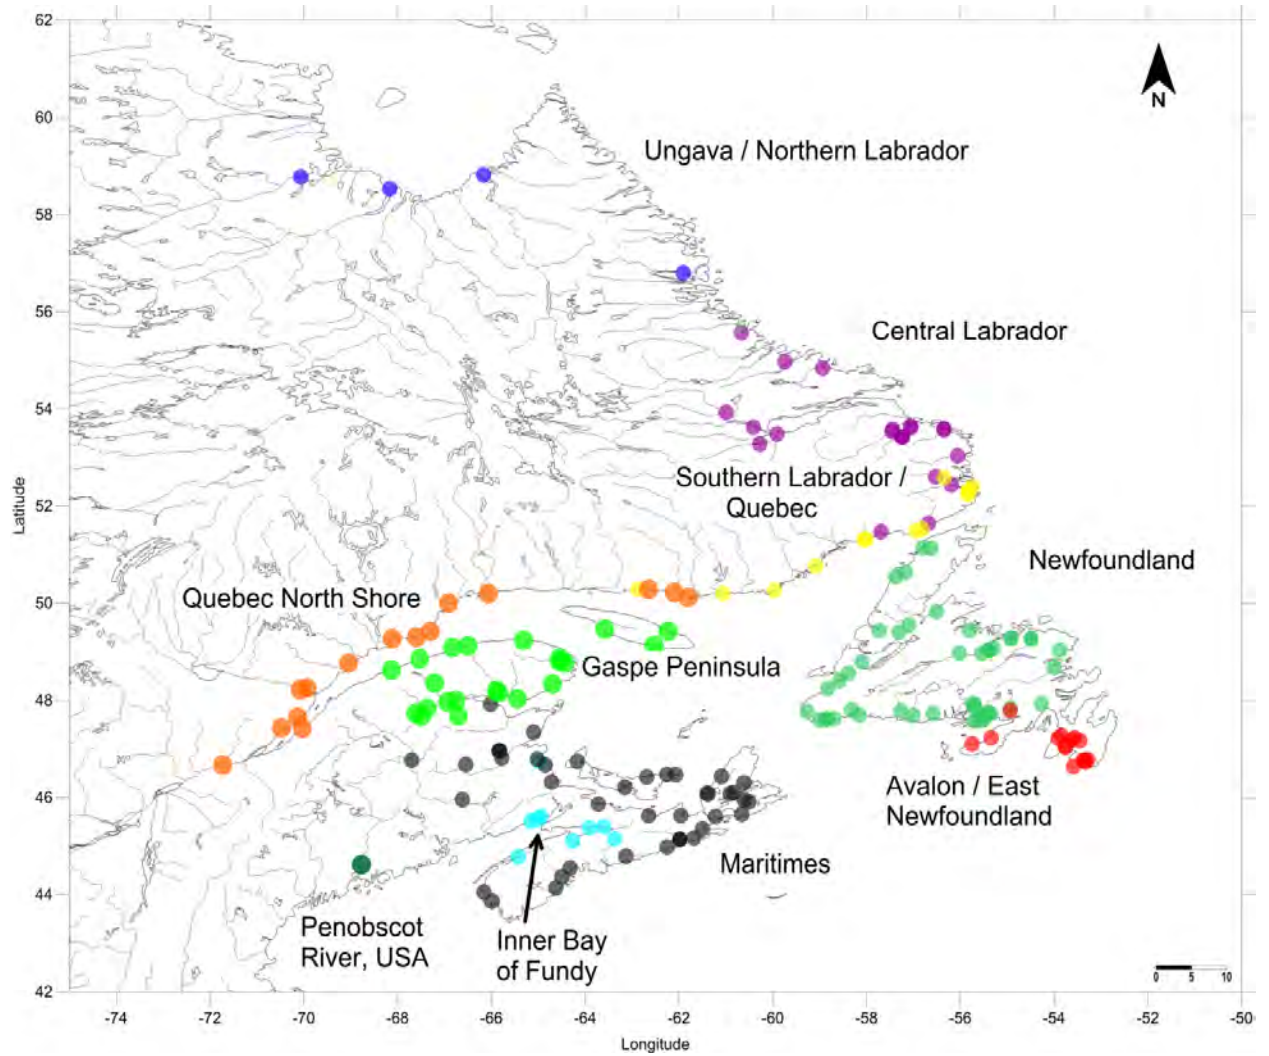 62
60
58
56
54
52
50
48
46
44
42
Latitude
N
Ungava / Northern Labrador
Central Labrador
Southern Labrador /
Quebec
Newfoundland
Quebec North Shore
Gaspe Peninsula
Avalon / East
Newfoundland
Maritimes
Penobscot
River, USA
Inner Bay
of Fundy
0 5 10
-74 -72 -70 -68 -66 -64 -62 -60 -58 -56 -54 -52 -50
Longitude